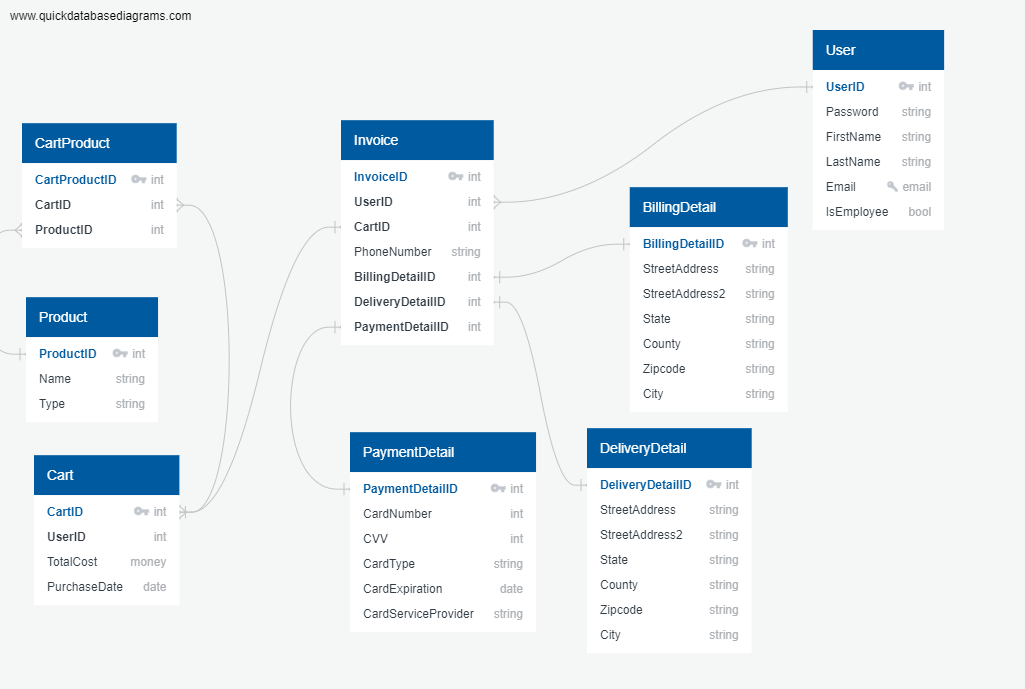 www.quickdatabasediagrams.com
User
UserID int
Password string
FirstName string
LastName string
Email email
IsEmployee bool
CartProduct
CartProductID int
CartID int
ProductID int
Invoice
InvoiceID int
UserID int
CartID int
PhoneNumber string
BillingDetailID int
DeliveryDetailID int
PaymentDetailID int
BillingDetail
BillingDetailID int
StreetAddress string
StreetAddress2 string
State string
County string
Zipcode string
City string
Product
ProductID int
Name string
Type string
Cart
CartID int
UserID int
TotalCost money
PurchaseDate date
PaymentDetail
PaymentDetailID int
CardNumber int
CVV int
CardType string
CardExpiration date
CardServiceProvider string
DeliveryDetail
DeliveryDetailID int
StreetAddress string
StreetAddress2 string
State string
County string
Zipcode string
City string